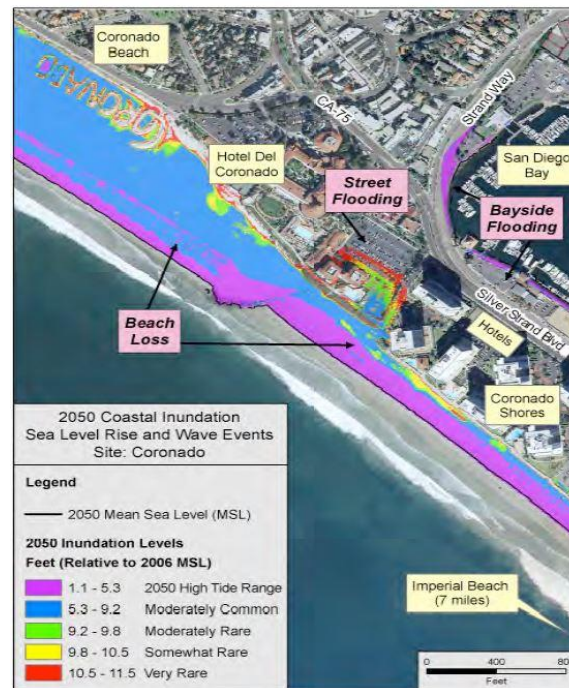 Coronado
Beach
CORONADO
CA-75
Strand Way
San Diego
Bay
Hotel Del
Coronado
Street
Flooding
Bayside
Flooding
Silver Strand Blvd
Beach
Loss
Hotels
Coronado
Shores
2050 Coastal Inundation
Sea Level Rise and Wave Events
Site: Coronado
Legend
2050 Mean Sea Level (MSL)
2050 Inundation Levels
Feet (Relative to 2006 MSL)
1.1 - 5.3 2050 High Tide Range
5.3 - 9.2 Moderately Common
9.2 - 9.8 Moderately Rare
9.8 - 10.5 Somewhat Rare
10.5 - 11.5 Very Rare
Imperial Beach
(7 miles)
0 400
Feet